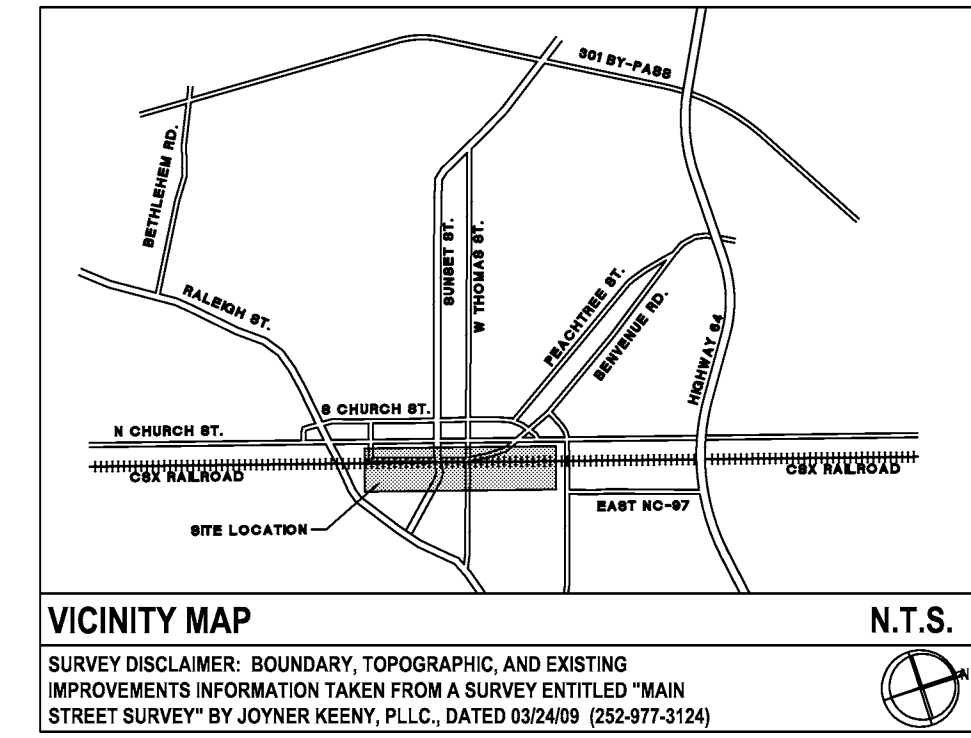 301 BY-PASS
BETHLEHEM RD.
SUNSET ST.
W THOMAS ST.
RALEIGH ST.
PEACHTREE ST.
BENVENUE RD.
HIGHWAY 64
S CHURCH ST.
N CHURCH ST.
CSX RAILROAD
CSX RAILROAD
EAST NC-97
SITE LOCATION
VICINITY MAP
N.T.S.
SURVEY DISCLAIMER: BOUNDARY, TOPOGRAPHIC, AND EXISTING
IMPROVEMENTS INFORMATION TAKEN FROM A SURVEY ENTITLED "MAIN
STREET SURVEY" BY JOYNER KEENY, PLLC., DATED 03/24/09 (252-977-3124)
N